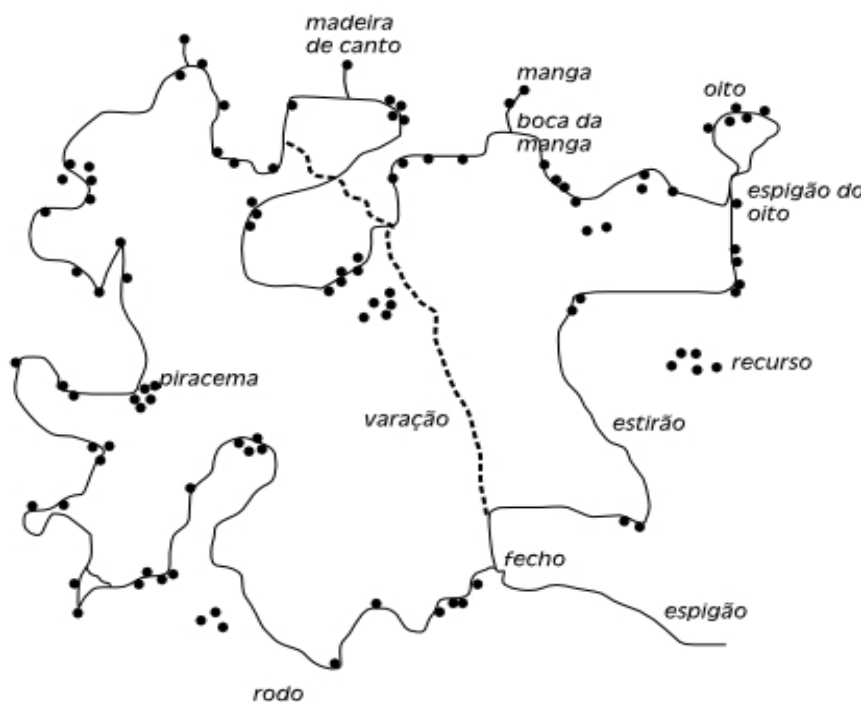 madeira
de canto
manga
oito
boca da
manga
espigão do
oito
recurso
piracema
varação
estirão
fecho
espigão
rodo